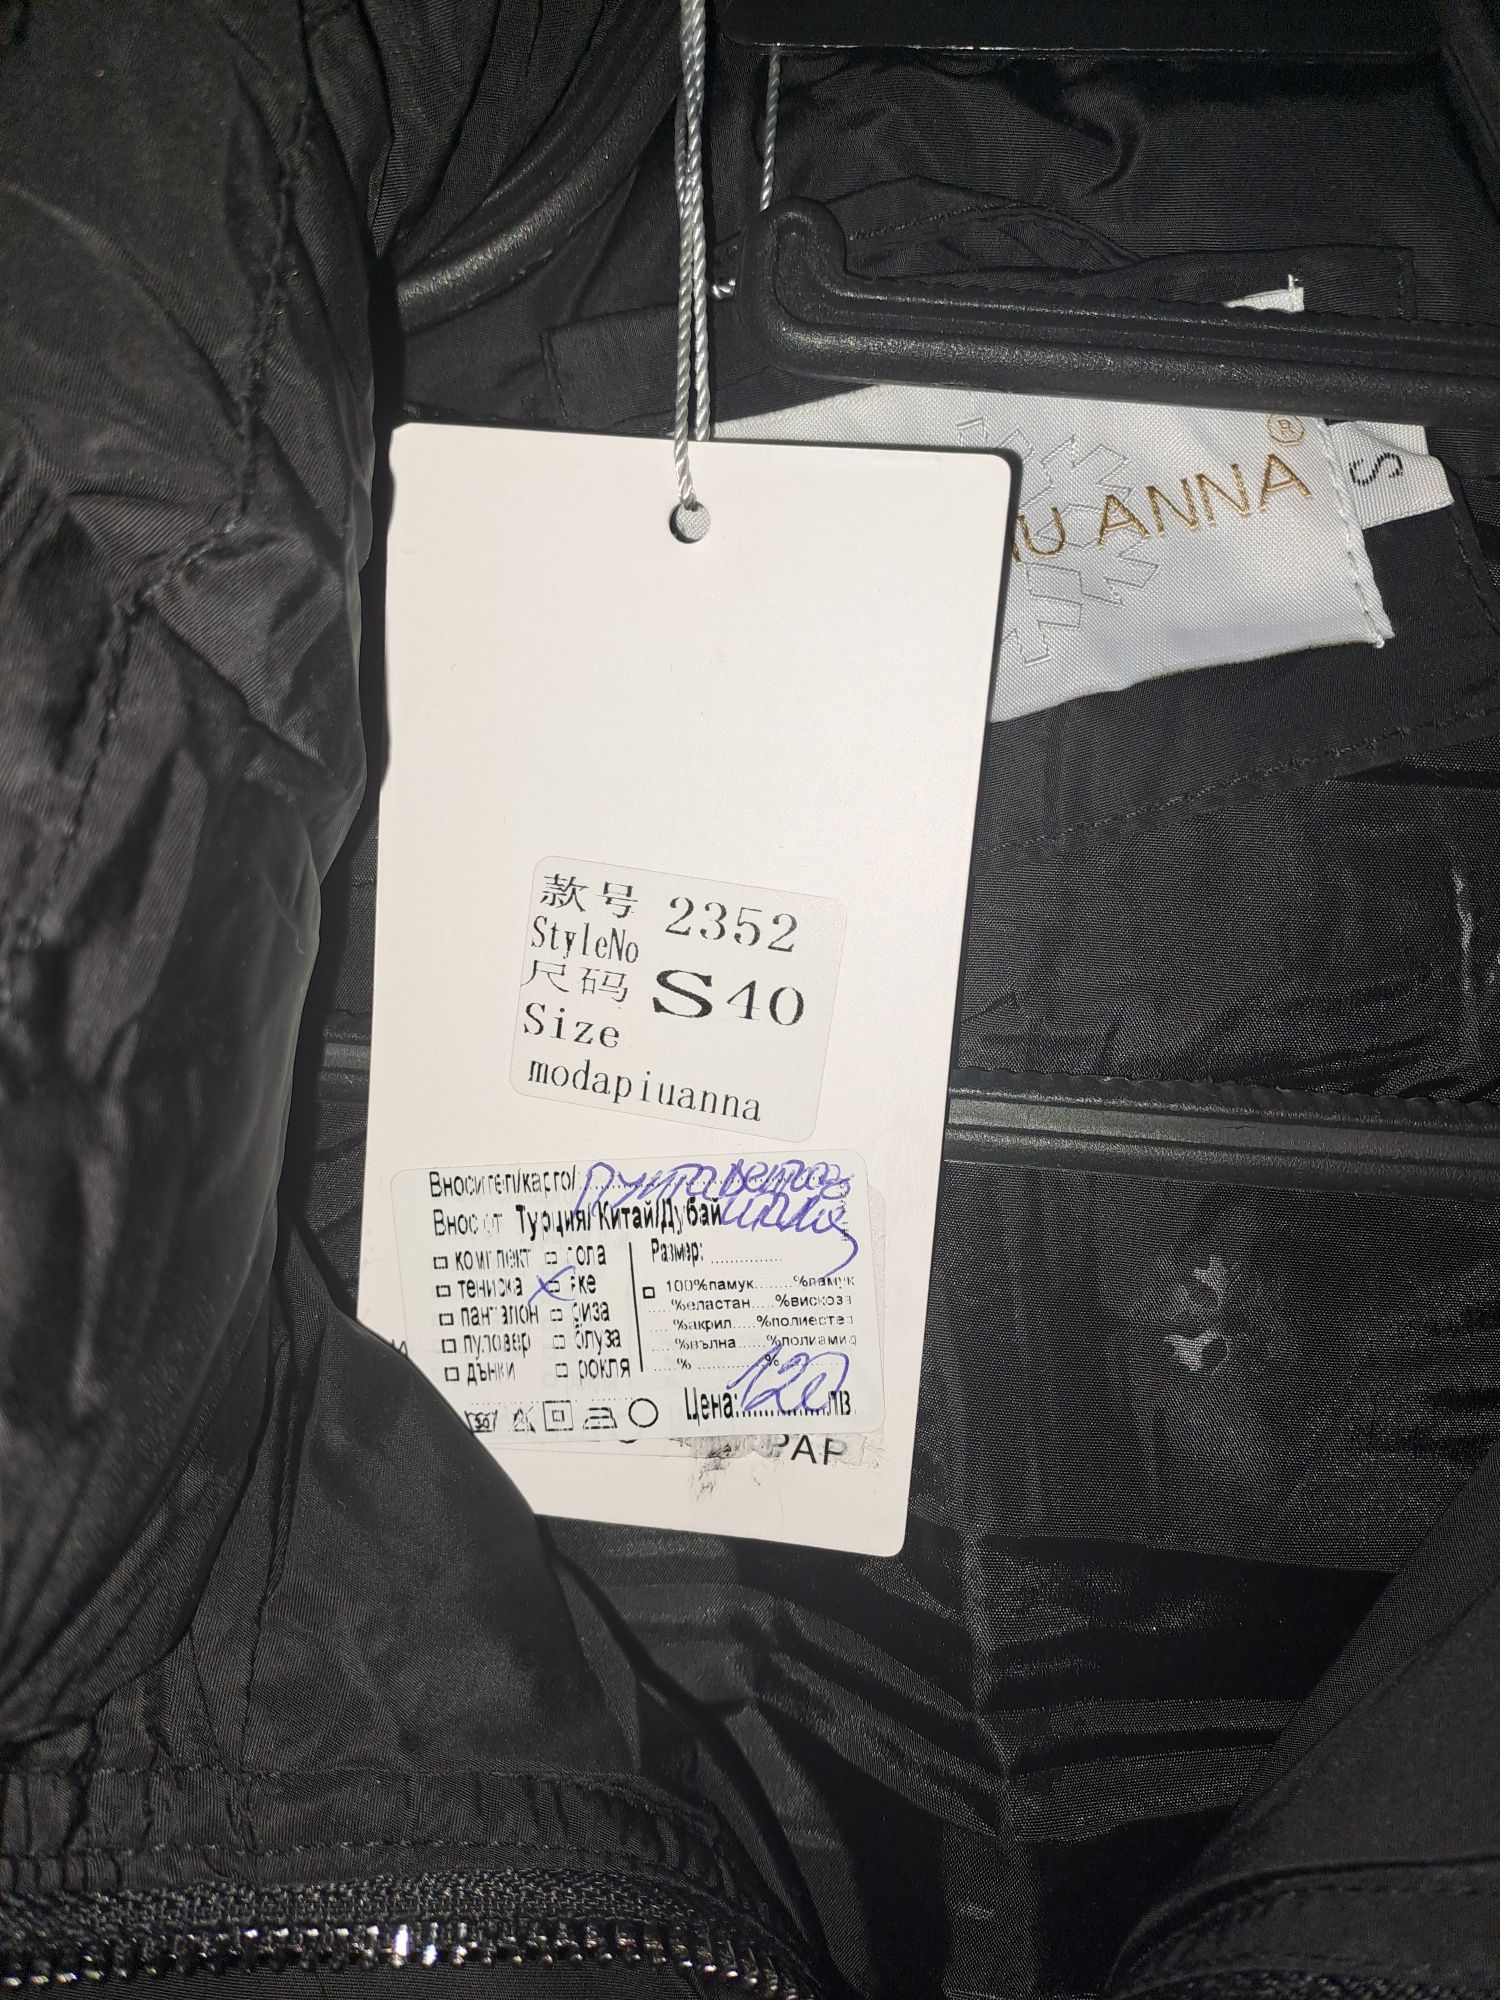 IU ANNA ®
S
款号 2352
StyleNo
尺码 S40
Size
modapiuanna
Вносител/карго/
Внос от Турция/ Китай/Дубай
комплект пола
Размер:
тениска яке
100%памук........%памук
панталон риза
%еластан.....%вискоза
пуловер блуза
%акрил.....%полиестер
дънки рокля
%вълна.....%полиамид
%..........%
30
Цена: 120 лв
PAP